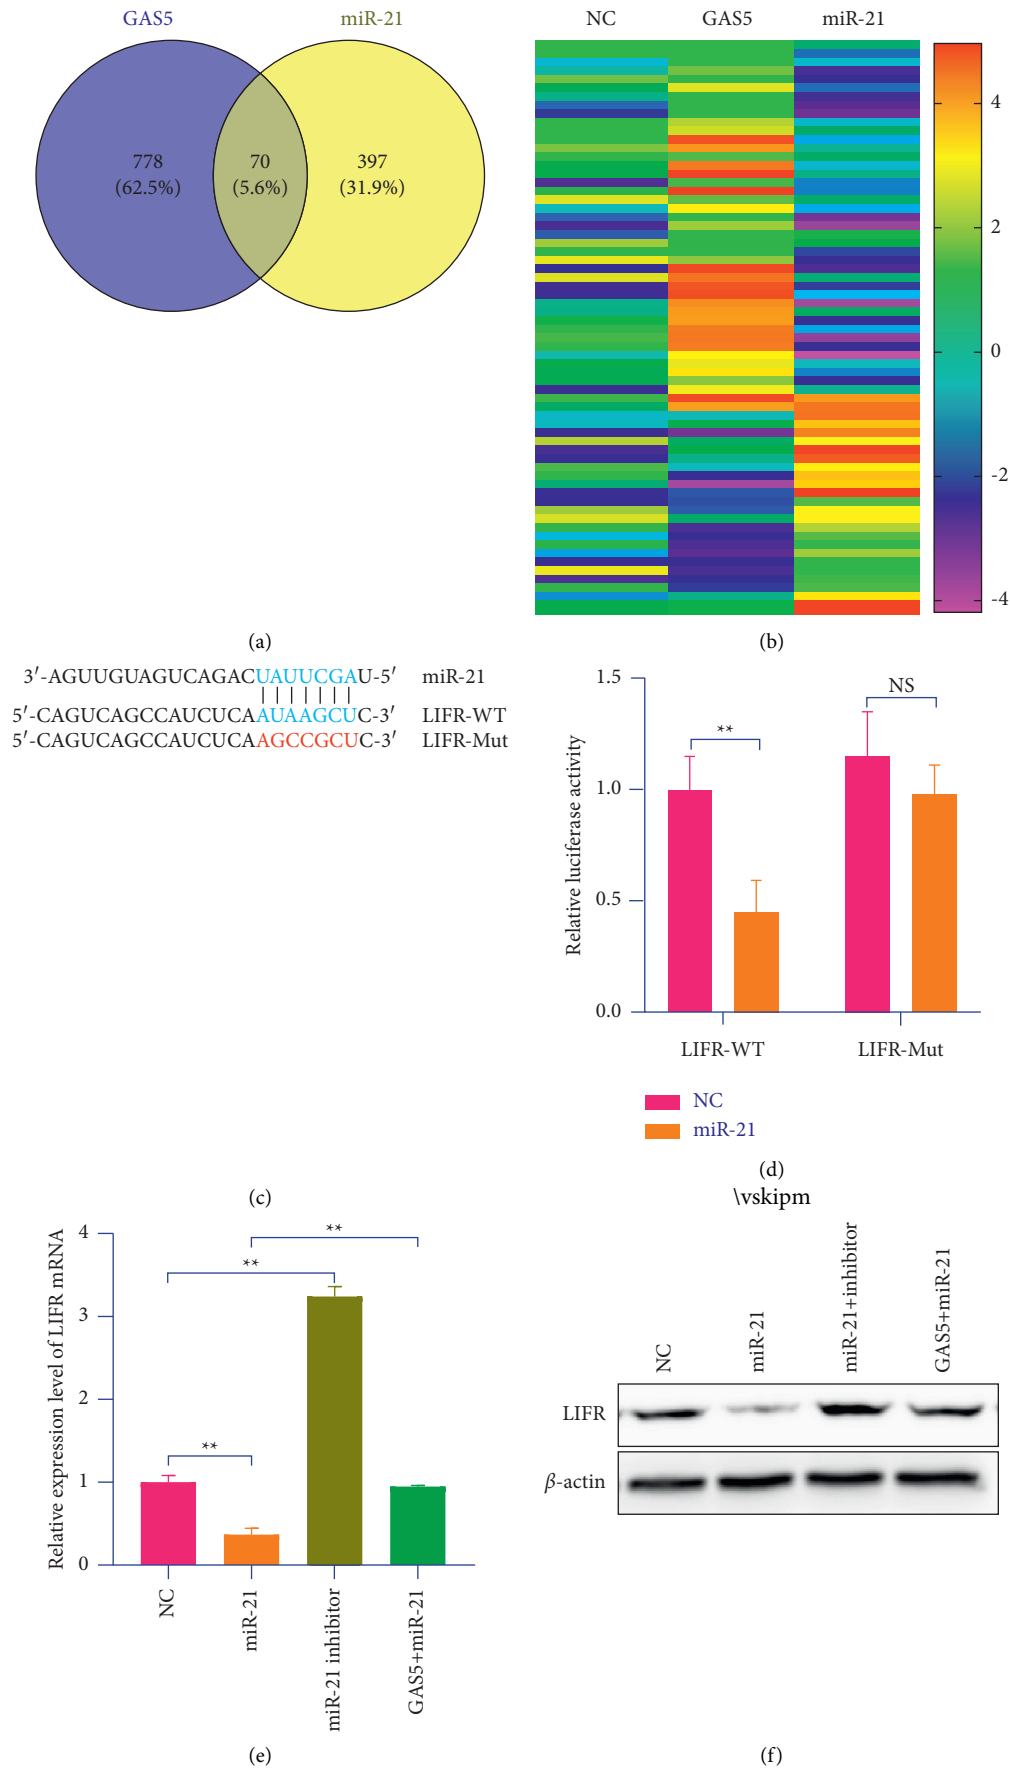 GAS5
miR-21
778
(62.5%)
70
(5.6%)
397
(31.9%)
(a)
NC
GAS5
miR-21
4
2
0
-2
-4
(b)
3′-AGUUGUAGUCAGACUAUUCGAU-5′ miR-21
5′-CAGUCAGCCAUCUCAAUAAGCUC-3′ LIFR-WT
5′-CAGUCAGCCAUCUCAAGCCGCUC-3′ LIFR-Mut
(c)
Relative luciferase activity
1.5
1.0
0.5
0.0
**
NS
LIFR-WT
LIFR-Mut
NC
miR-21
(d)
\vskipm
Relative expression level of LIFR mRNA
4
3
2
1
0
**
**
**
NC
miR-21
miR-21 inhibitor
GAS5+miR-21
(e)
NC
miR-21
miR-21+inhibitor
GAS5+miR-21
LIFR
β-actin
(f)